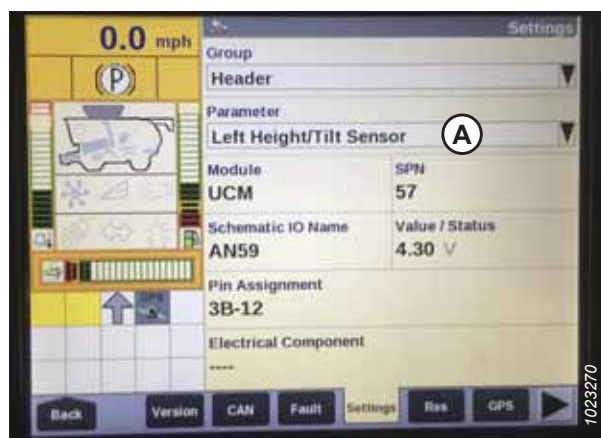 0.0 mph
Settings
(P)
Group
Header
Parameter
Left Height/Tilt Sensor
A
Module
SPN
UCM
57
Schematic IO Name
Value / Status
AN59
4.30 V
Pin Assignment
3B-12
Electrical Component
----
Back
Version
CAN
Fault
Settings
Res
GPS
1023270